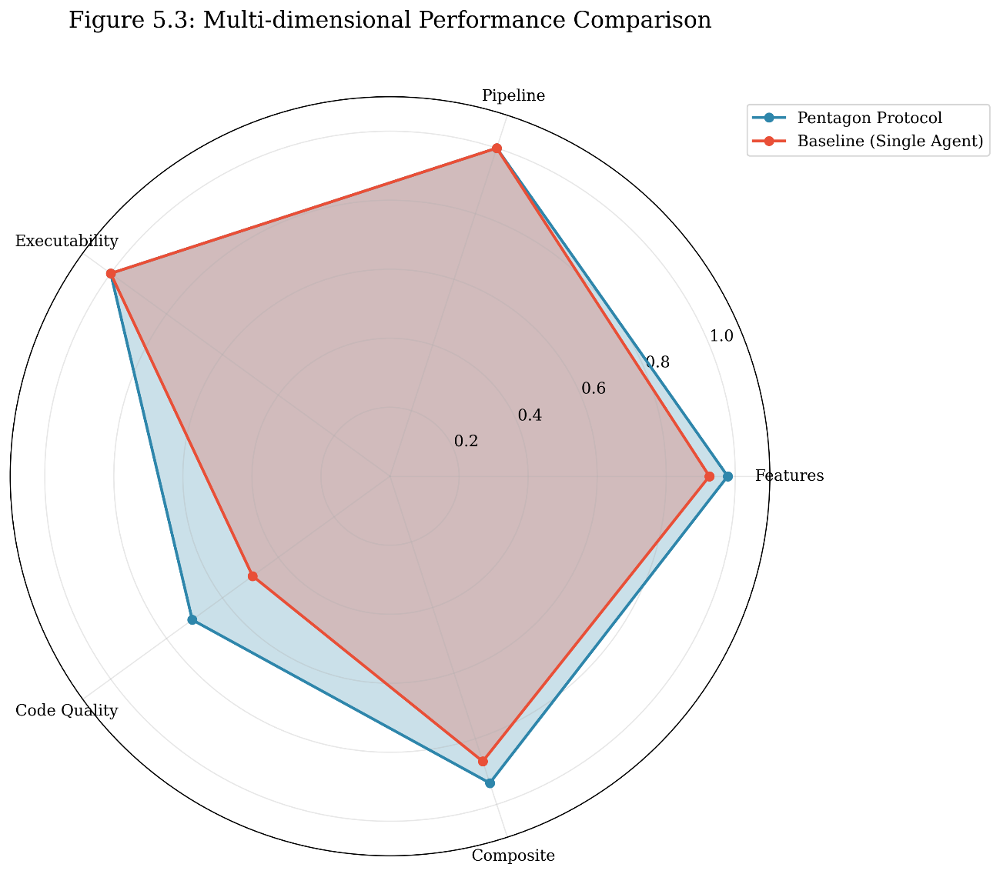 Figure 5.3: Multi-dimensional Performance Comparison
Pipeline
Pentagon Protocol
Baseline (Single Agent)
Executability
1.0
0.8
0.6
0.4
0.2
Features
Code Quality
Composite